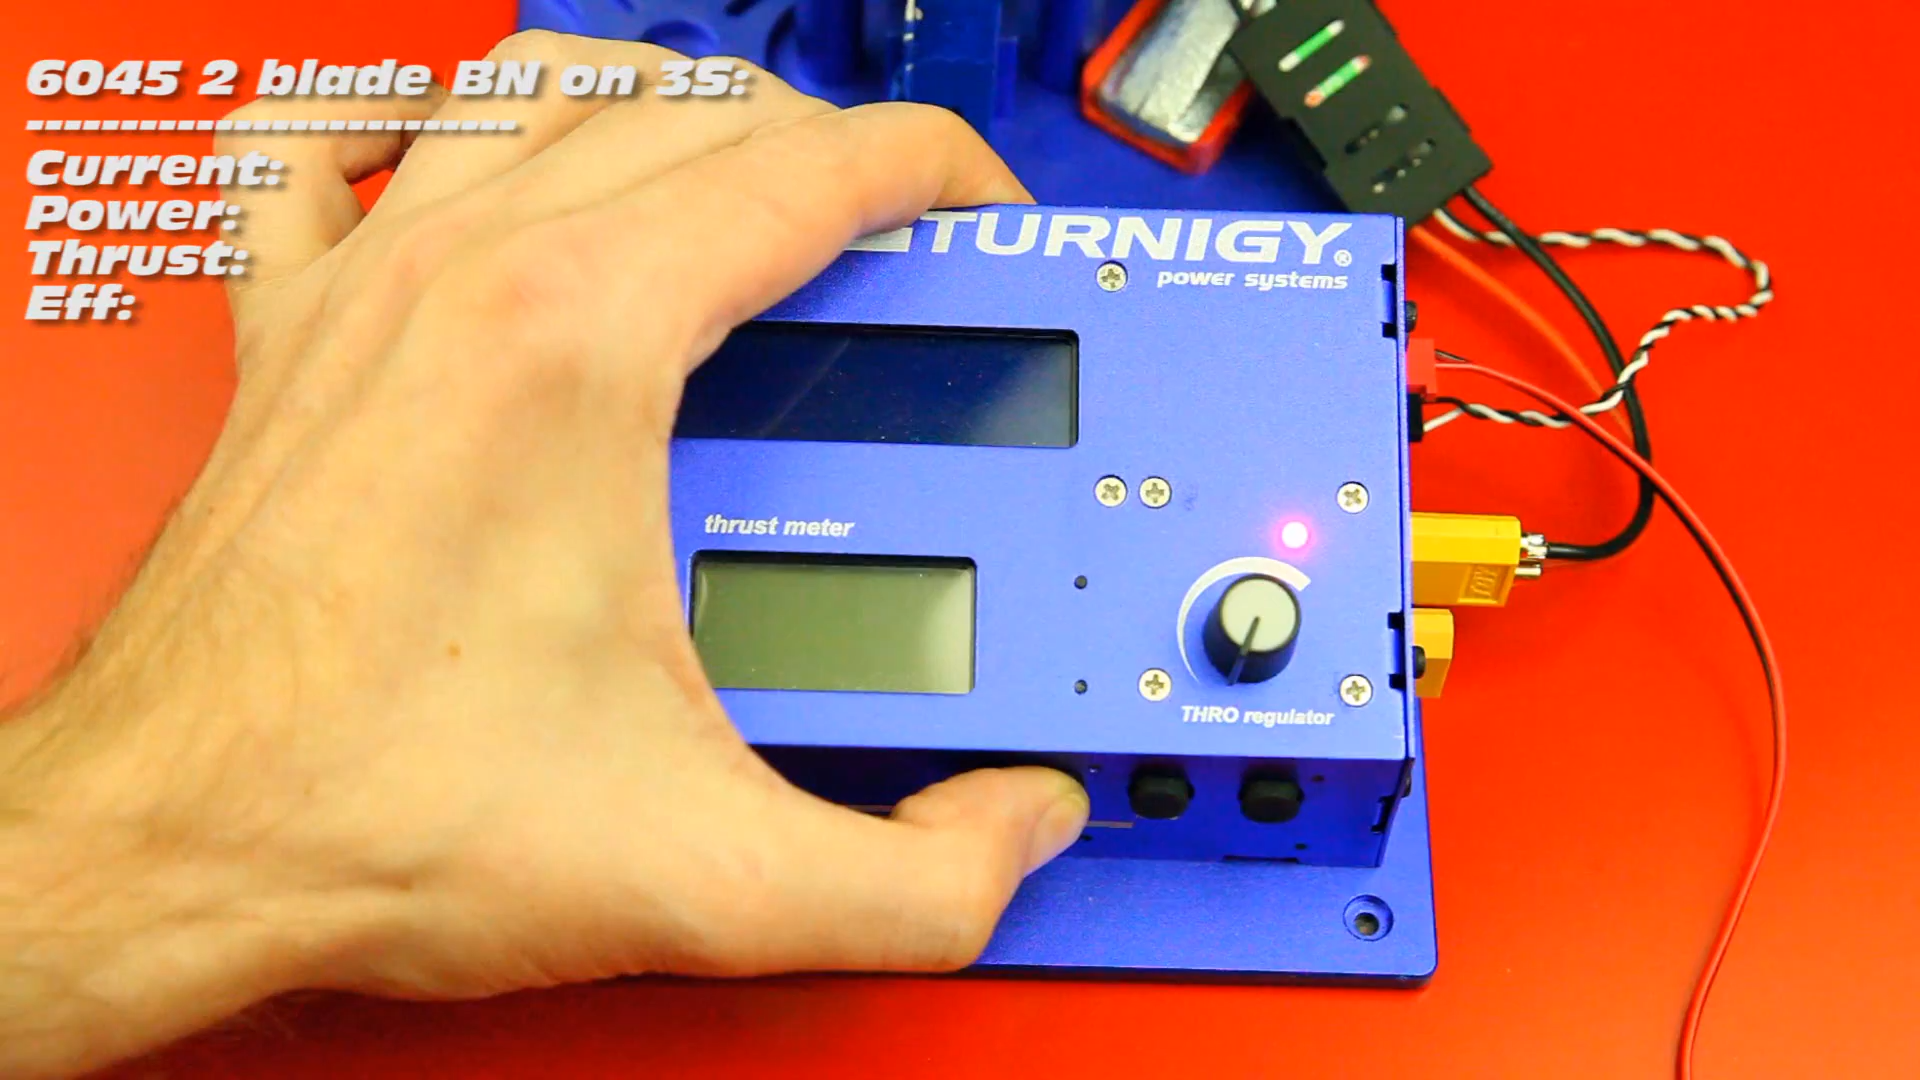 6045 2 blade BN on 3S:
--------------------------
Current:
Power:
Thrust:
Eff:
TURNIGY®
power systems
thrust meter
THRO regulator